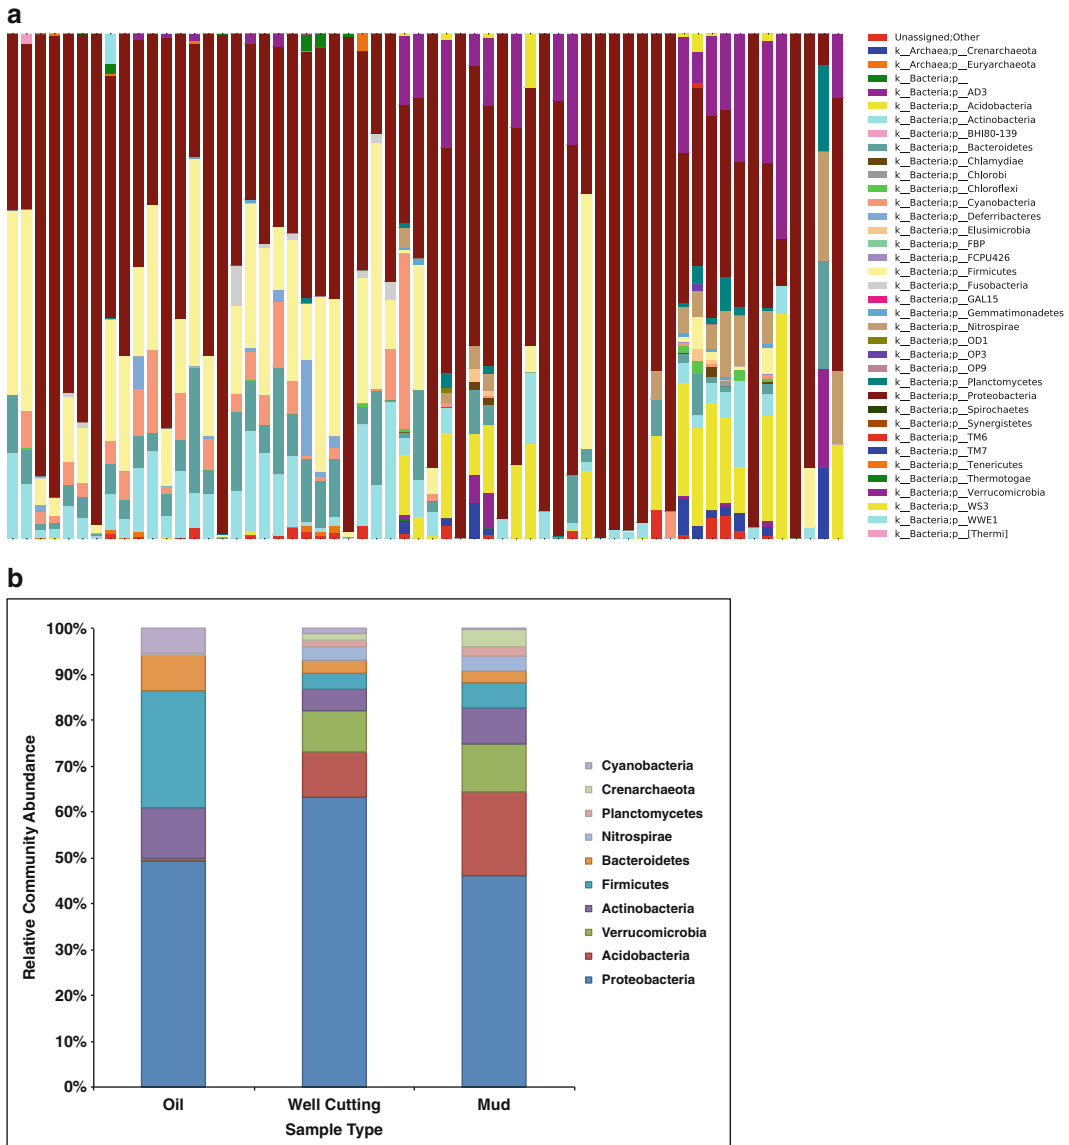 a
Unassigned;Other
k__Archaea;p__Crenarchaeota
k__Archaea;p__Euryarchaeota
k__Bacteria;p__
k__Bacteria;p__AD3
k__Bacteria;p__Acidobacteria
k__Bacteria;p__Actinobacteria
k__Bacteria;p__BHI80-139
k__Bacteria;p__Bacteroidetes
k__Bacteria;p__Chlamydiae
k__Bacteria;p__Chlorobi
k__Bacteria;p__Chloroflexi
k__Bacteria;p__Cyanobacteria
k__Bacteria;p__Deferribacteres
k__Bacteria;p__Elusimicrobia
k__Bacteria;p__FBP
k__Bacteria;p__FCPU426
k__Bacteria;p__Firmicutes
k__Bacteria;p__Fusobacteria
k__Bacteria;p__GAL15
k__Bacteria;p__Gemmatimonadetes
k__Bacteria;p__Nitrospirae
k__Bacteria;p__OD1
k__Bacteria;p__OP3
k__Bacteria;p__OP9
k__Bacteria;p__Planctomycetes
k__Bacteria;p__Proteobacteria
k__Bacteria;p__Spirochaetes
k__Bacteria;p__Synergistetes
k__Bacteria;p__TM6
k__Bacteria;p__TM7
k__Bacteria;p__Tenericutes
k__Bacteria;p__Thermotogae
k__Bacteria;p__Verrucomicrobia
k__Bacteria;p__WS3
k__Bacteria;p__WWE1
k__Bacteria;p__[Thermi]
b
Relative Community Abundance
100%
90%
80%
70%
60%
50%
40%
30%
20%
10%
0%
Oil
Well Cutting
Mud
Sample Type
Cyanobacteria
Crenarchaeota
Planctomycetes
Nitrospirae
Bacteroidetes
Firmicutes
Actinobacteria
Verrucomicrobia
Acidobacteria
Proteobacteria